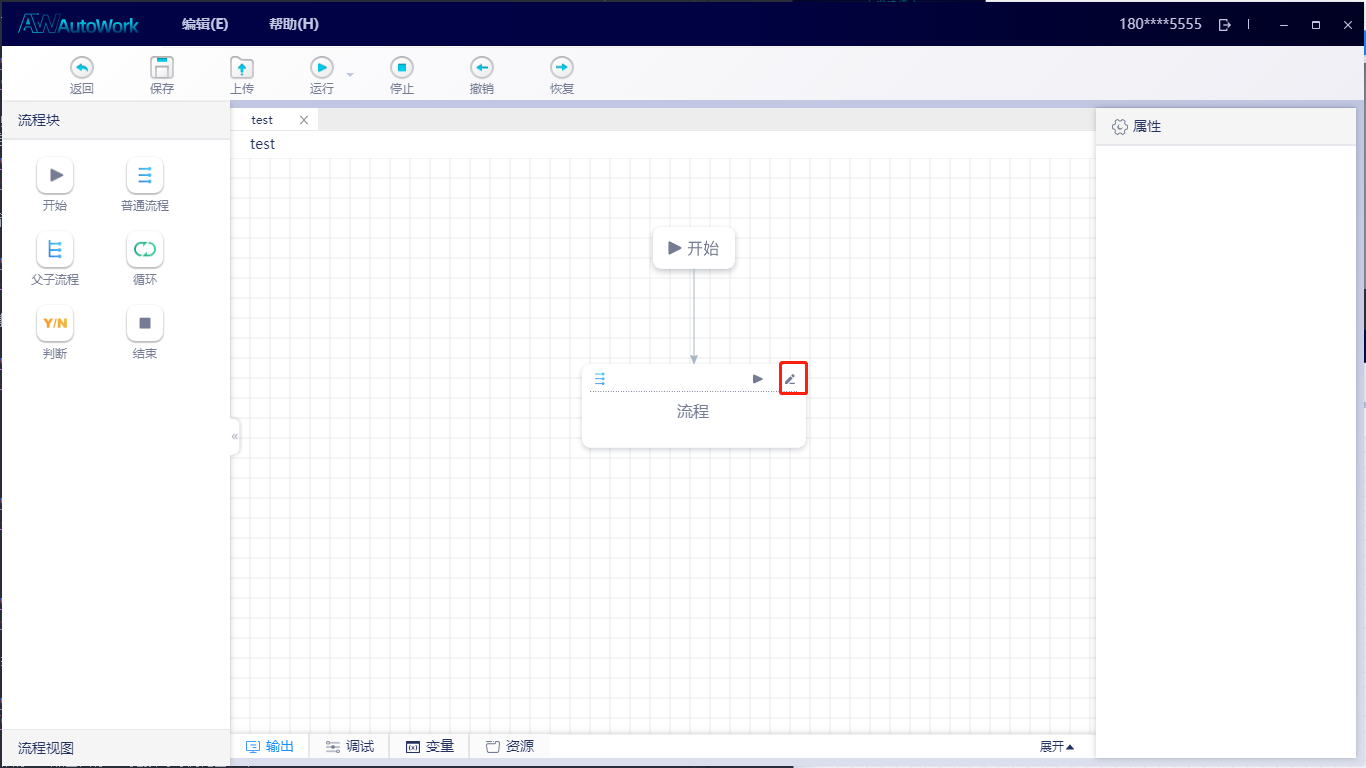 AWAutoWork 编辑(E) 帮助(H) 180****5555
返回 保存 上传 运行 停止 撤销 恢复
流程块
test
属性
test
开始 普通流程
父子流程 循环
Y/N
判断 结束
开始
流程
流程视图
输出 调试 变量 资源 展开